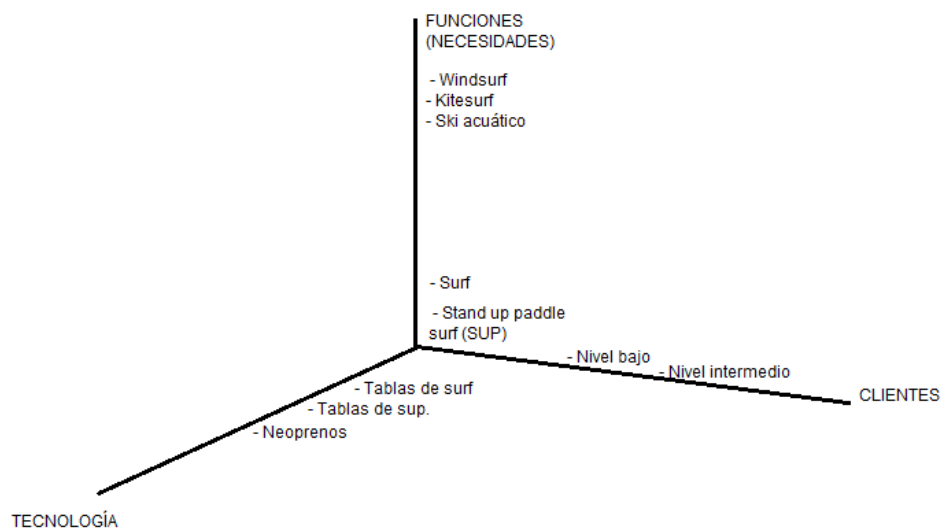 FUNCIONES
(NECESIDADES)
- Windsurf
- Kitesurf
- Ski acuático
- Surf
- Stand up paddle
surf (SUP)
- Nivel bajo
- Nivel intermedio
CLIENTES
- Tablas de surf
- Tablas de sup.
- Neoprenos
TECNOLOGÍA